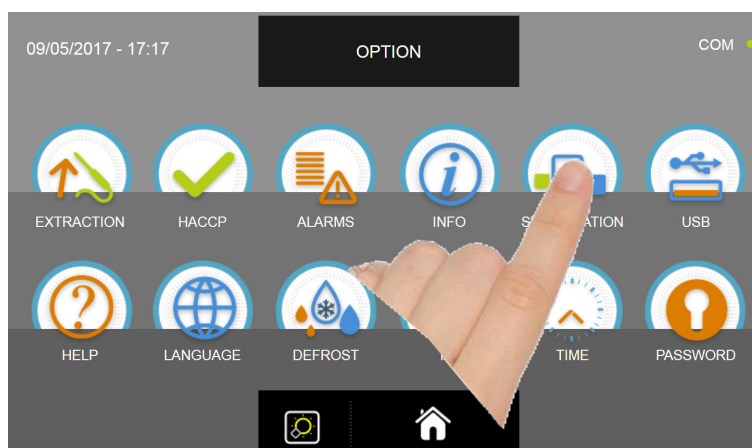 09/05/2017 - 17:17
OPTION
COM
EXTRACTION
HACCP
ALARMS
INFO
USB
HELP
LANGUAGE
DEFROST
TIME
PASSWORD